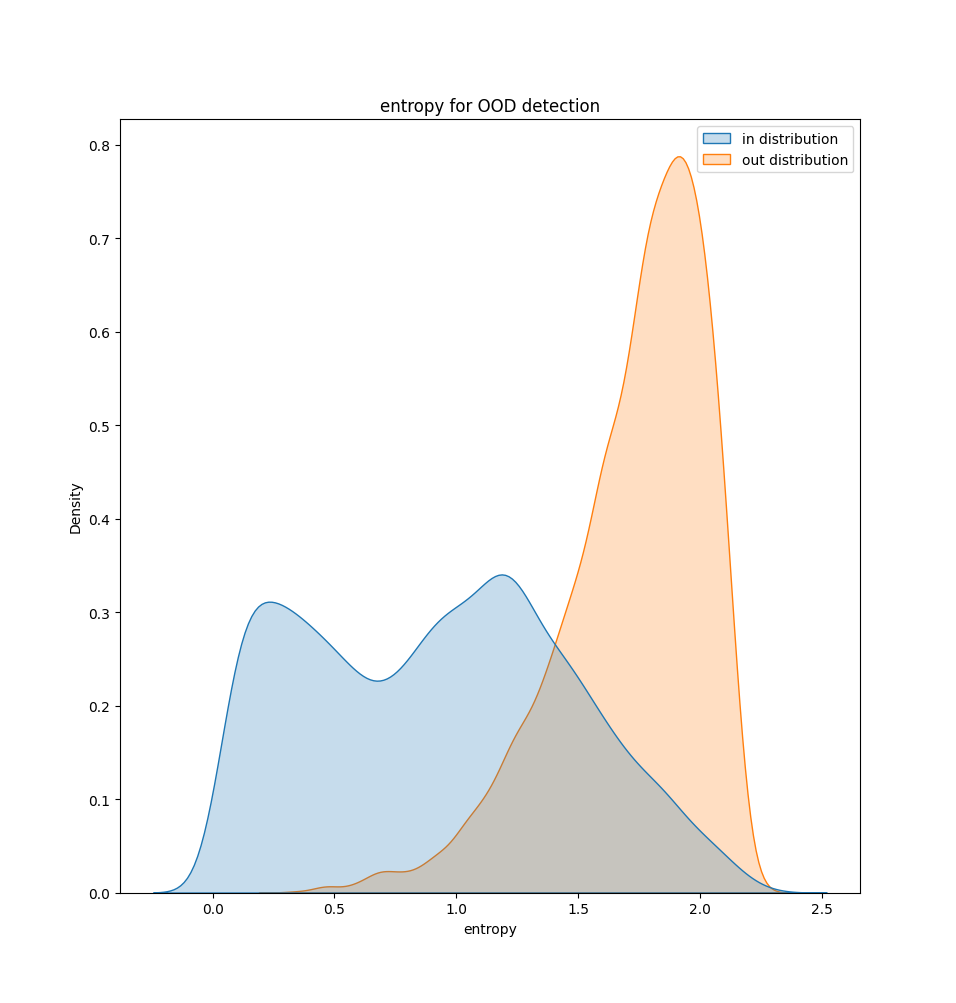 entropy for OOD detection
in distribution
out distribution
0.8
0.7
0.6
0.5
0.4
0.3
0.2
0.1
0.0
Density
0.0 0.5 1.0 1.5 2.0 2.5
entropy